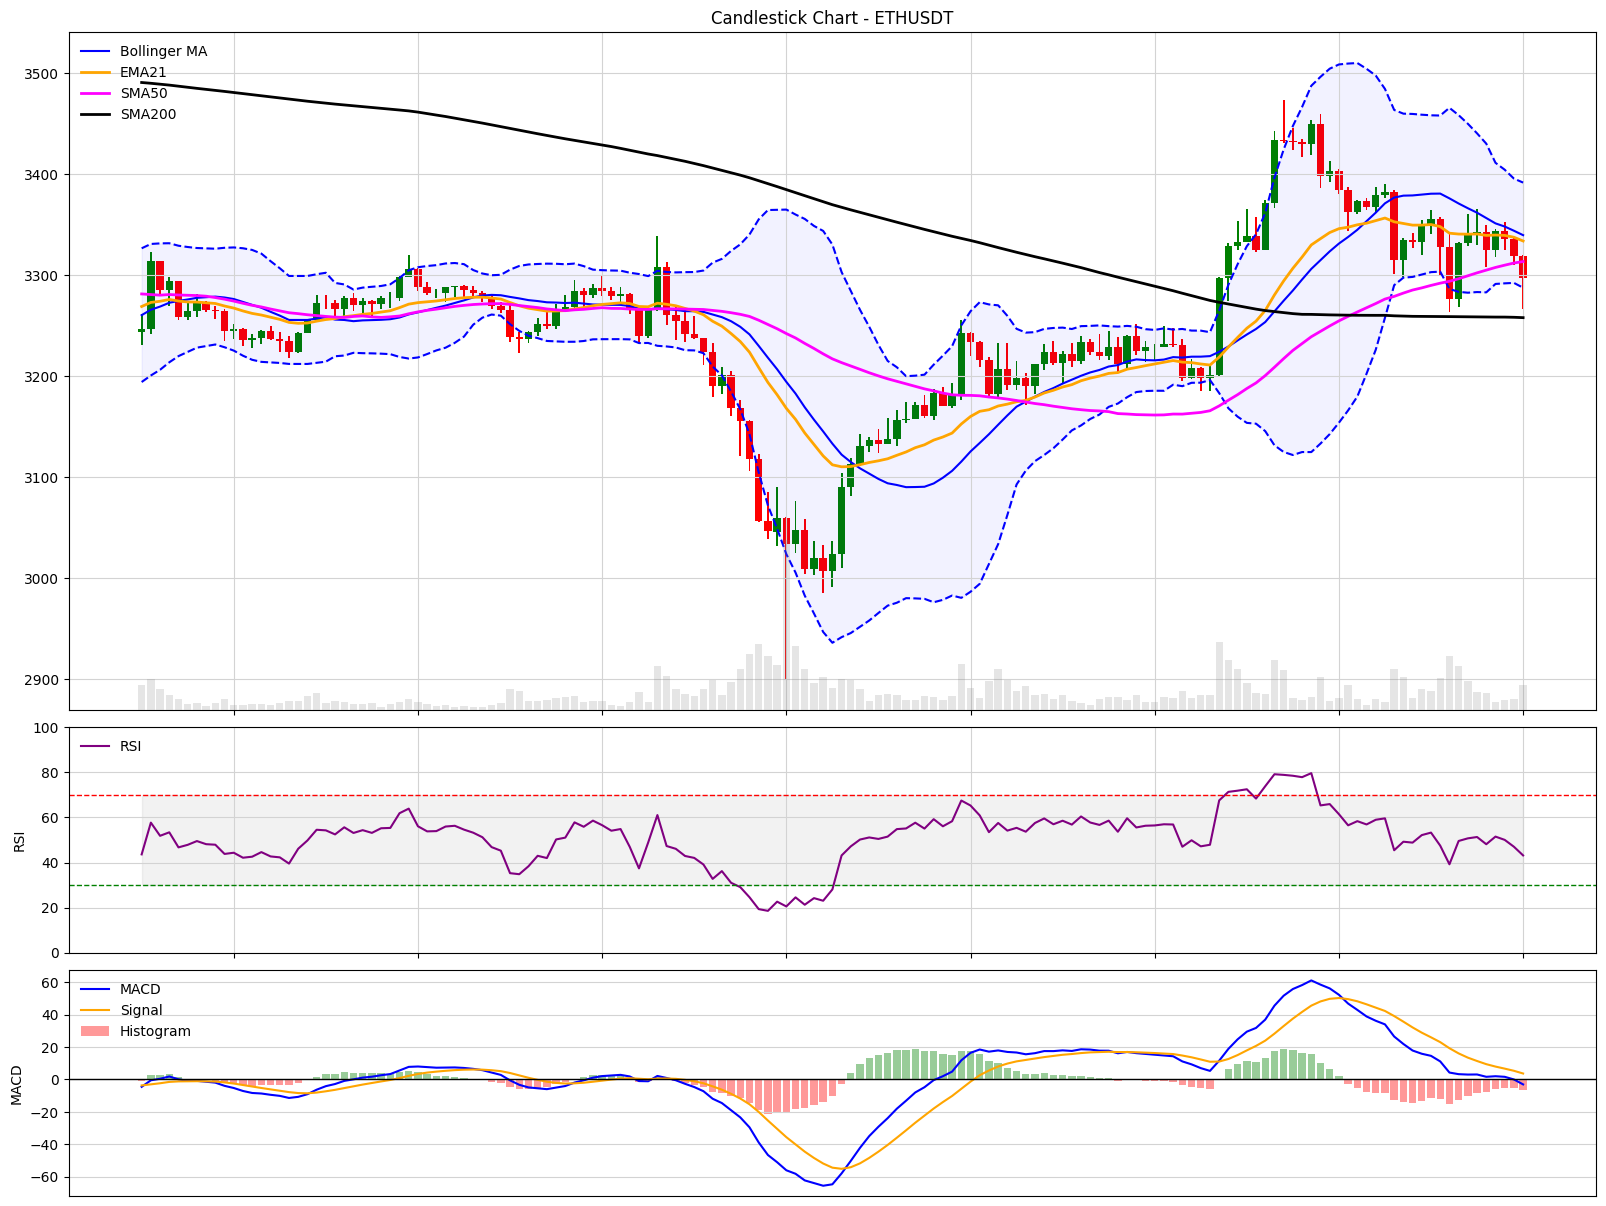 Candlestick Chart - ETHUSDT
Bollinger MA
EMA21
SMA50
SMA200
3500
3400
3300
3200
3100
3000
2900
RSI
RSI
100
80
60
40
20
0
MACD
Signal
Histogram
MACD
60
40
20
0
−20
−40
−60